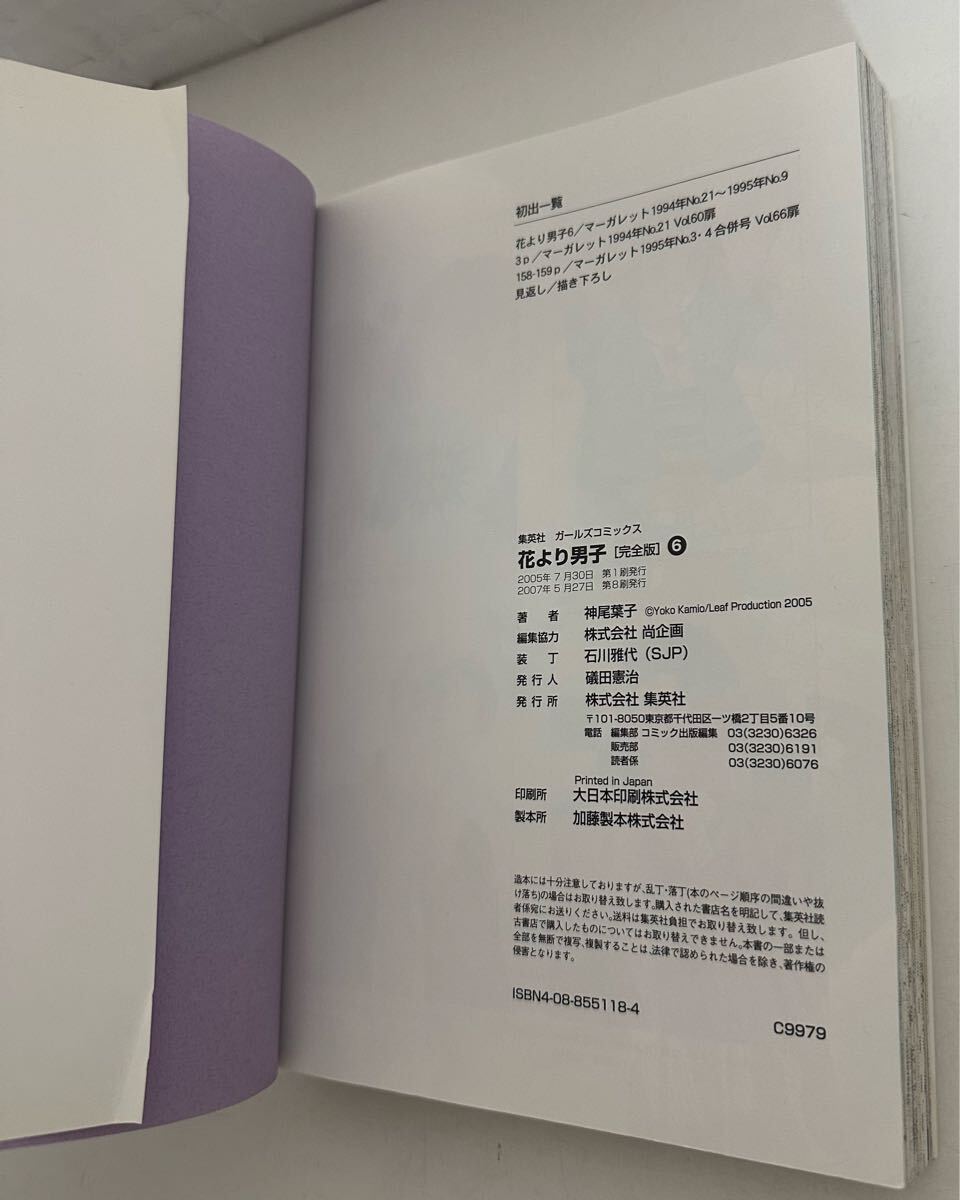 初出一覧
花より男子6／マーガレット1994年No.21～1995年No.9
3p／マーガレット1994年No.21 Vol.60扉
158-159p／マーガレット1995年No.3・4合併号 Vol.66扉
見返し／描き下ろし
集英社 ガールズコミックス
花より男子［完全版］❻
2005年7月30日 第1刷発行
2007年5月27日 第8刷発行
著者 神尾葉子 ©Yoko Kamio/Leaf Production 2005
編集協力 株式会社 尚企画
装丁 石川雅代（SJP）
発行人 礒田憲治
発行所 株式会社 集英社
〒101-8050東京都千代田区一ツ橋2丁目5番10号
電話 編集部 コミック出版編集 03(3230)6326
販売部 03(3230)6191
読者係 03(3230)6076
Printed in Japan
印刷所 大日本印刷株式会社
製本所 加藤製本株式会社
造本には十分注意しておりますが、乱丁・落丁(本のページ順序の間違いや抜
け落ち)の場合はお取り替え致します。購入された書店名を明記して、集英社読
者係宛にお送りください。送料は集英社負担でお取り替え致します。但し、
古書店で購入したものについてはお取り替えできません。本書の一部または
全部を無断で複写、複製することは、法律で認められた場合を除き、著作権の
侵害となります。
ISBN4-08-855118-4
C9979